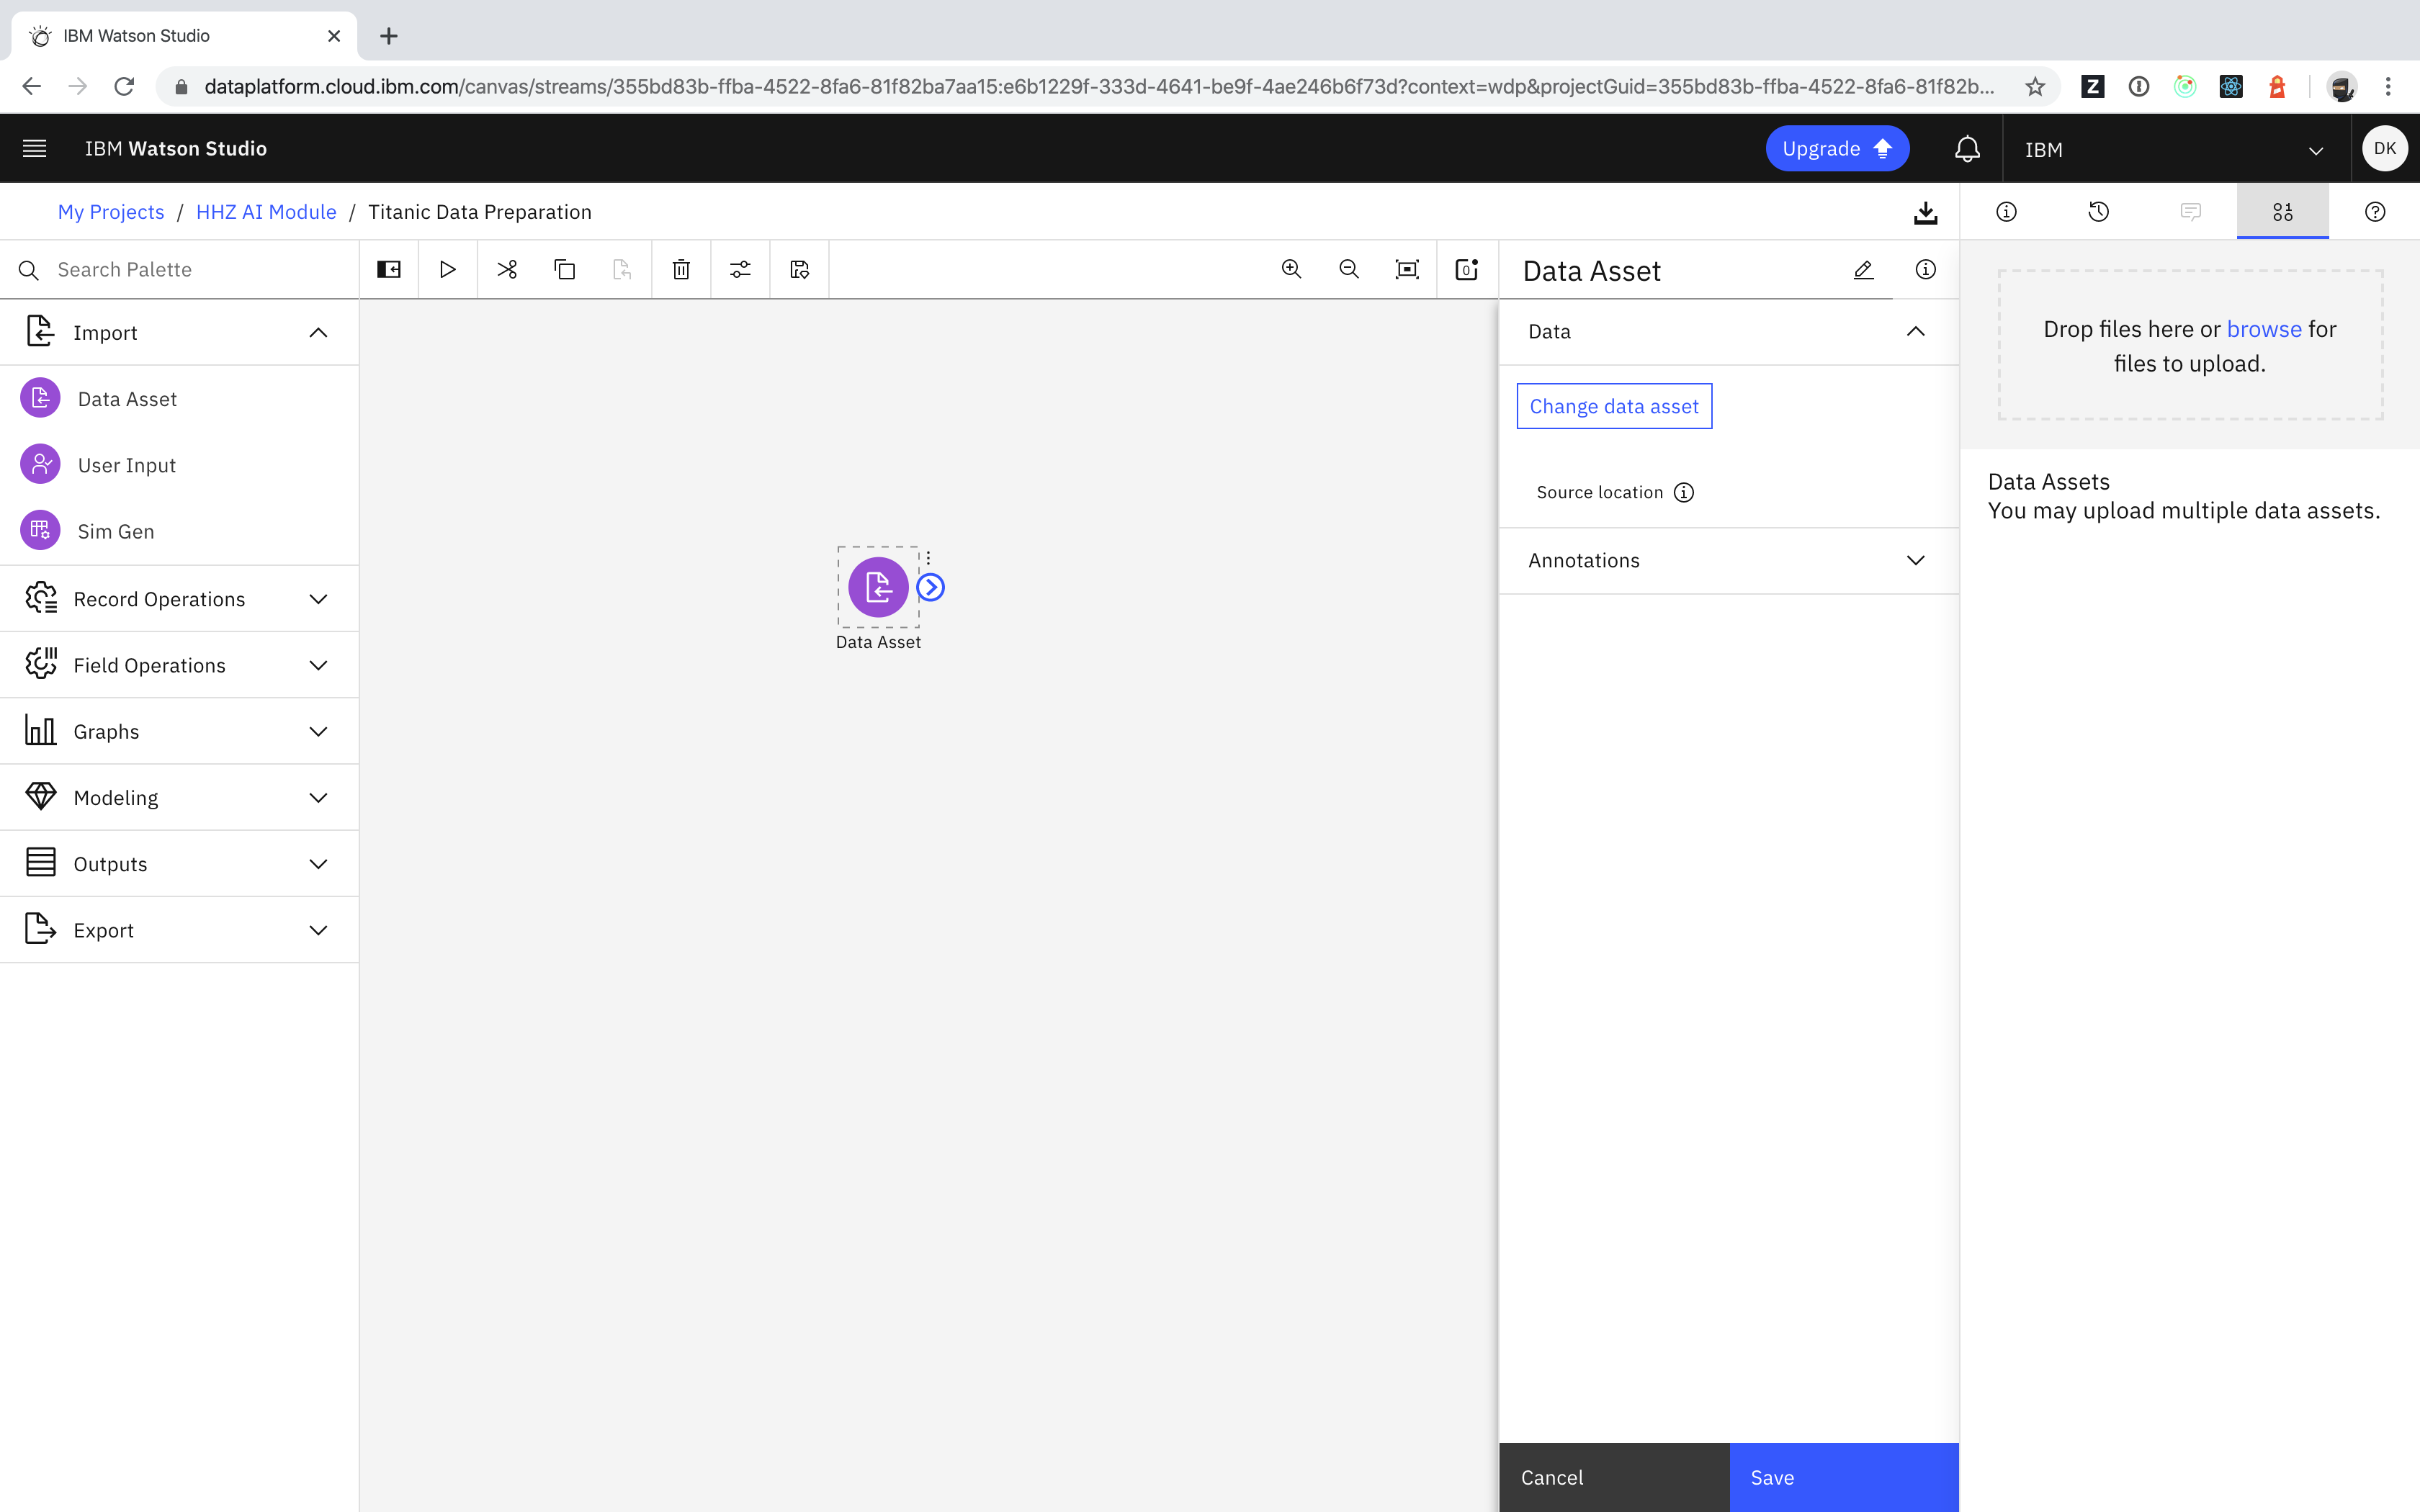 IBM Watson Studio
dataplatform.cloud.ibm.com/canvas/streams/355bd83b-ffba-4522-8fa6-81f82ba7aa15:e6b1229f-333d-4641-be9f-4ae246b6f73d?context=wdp&projectGuid=355bd83b-ffba-4522-8fa6-81f82b...
Z
IBM Watson Studio
Upgrade
IBM
DK
My Projects / HHZ AI Module / Titanic Data Preparation
Search Palette
0
Data Asset
Import
Data Asset
User Input
Sim Gen
Record Operations
Field Operations
Graphs
Modeling
Outputs
Export
Data Asset
Data
Change data asset
Source location
Annotations
Cancel
Save
Drop files here or browse for
files to upload.
Data Assets
You may upload multiple data assets.